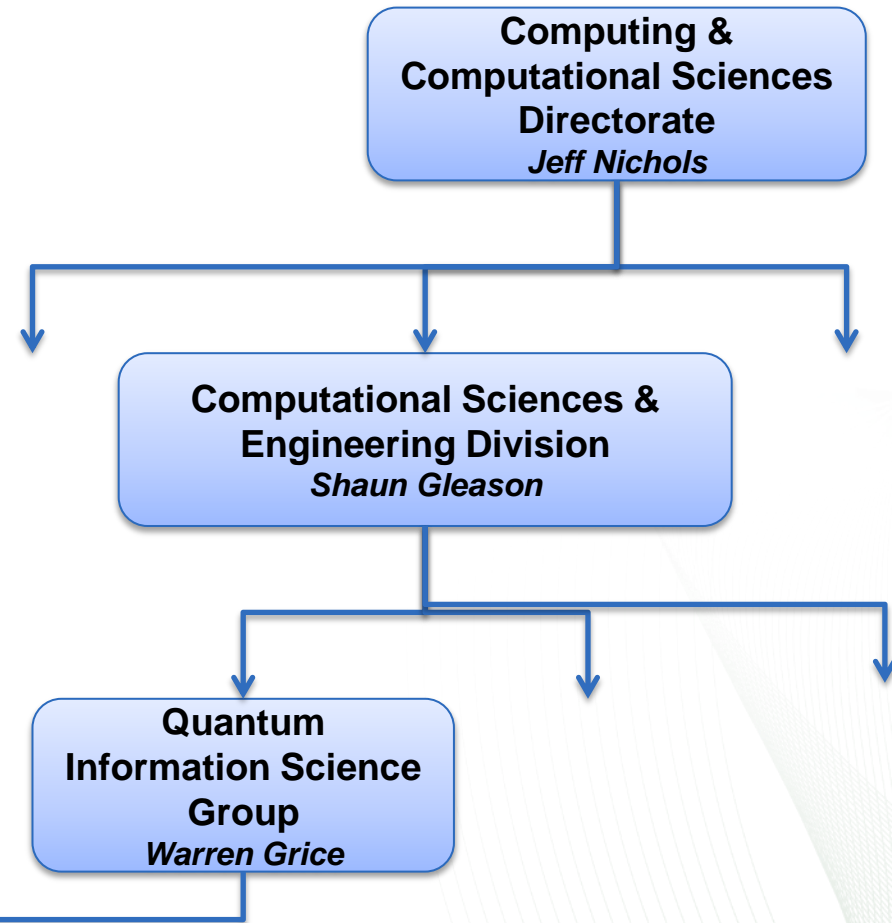 Computing &
Computational Sciences
Directorate
Jeff Nichols
Computational Sciences &
Engineering Division
Shaun Gleason
Quantum
Information Science
Group
Warren Grice